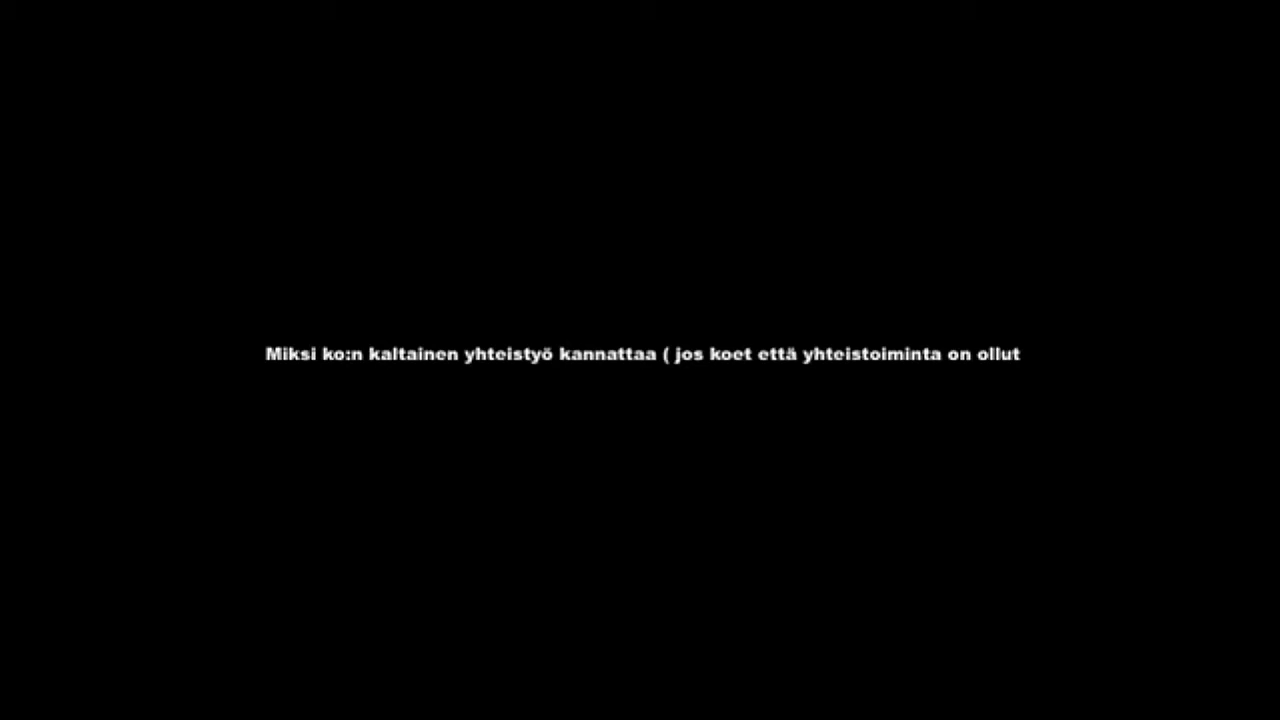 Miksi ko:n kaltainen yhteistyö kannattaa ( jos koet että yhteistoiminta on ollut